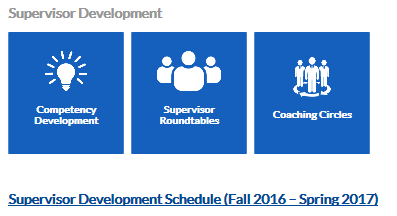 Supervisor Development
Competency
Development
Supervisor
Roundtables
Coaching Circles
Supervisor Development Schedule (Fall 2016 – Spring 2017)